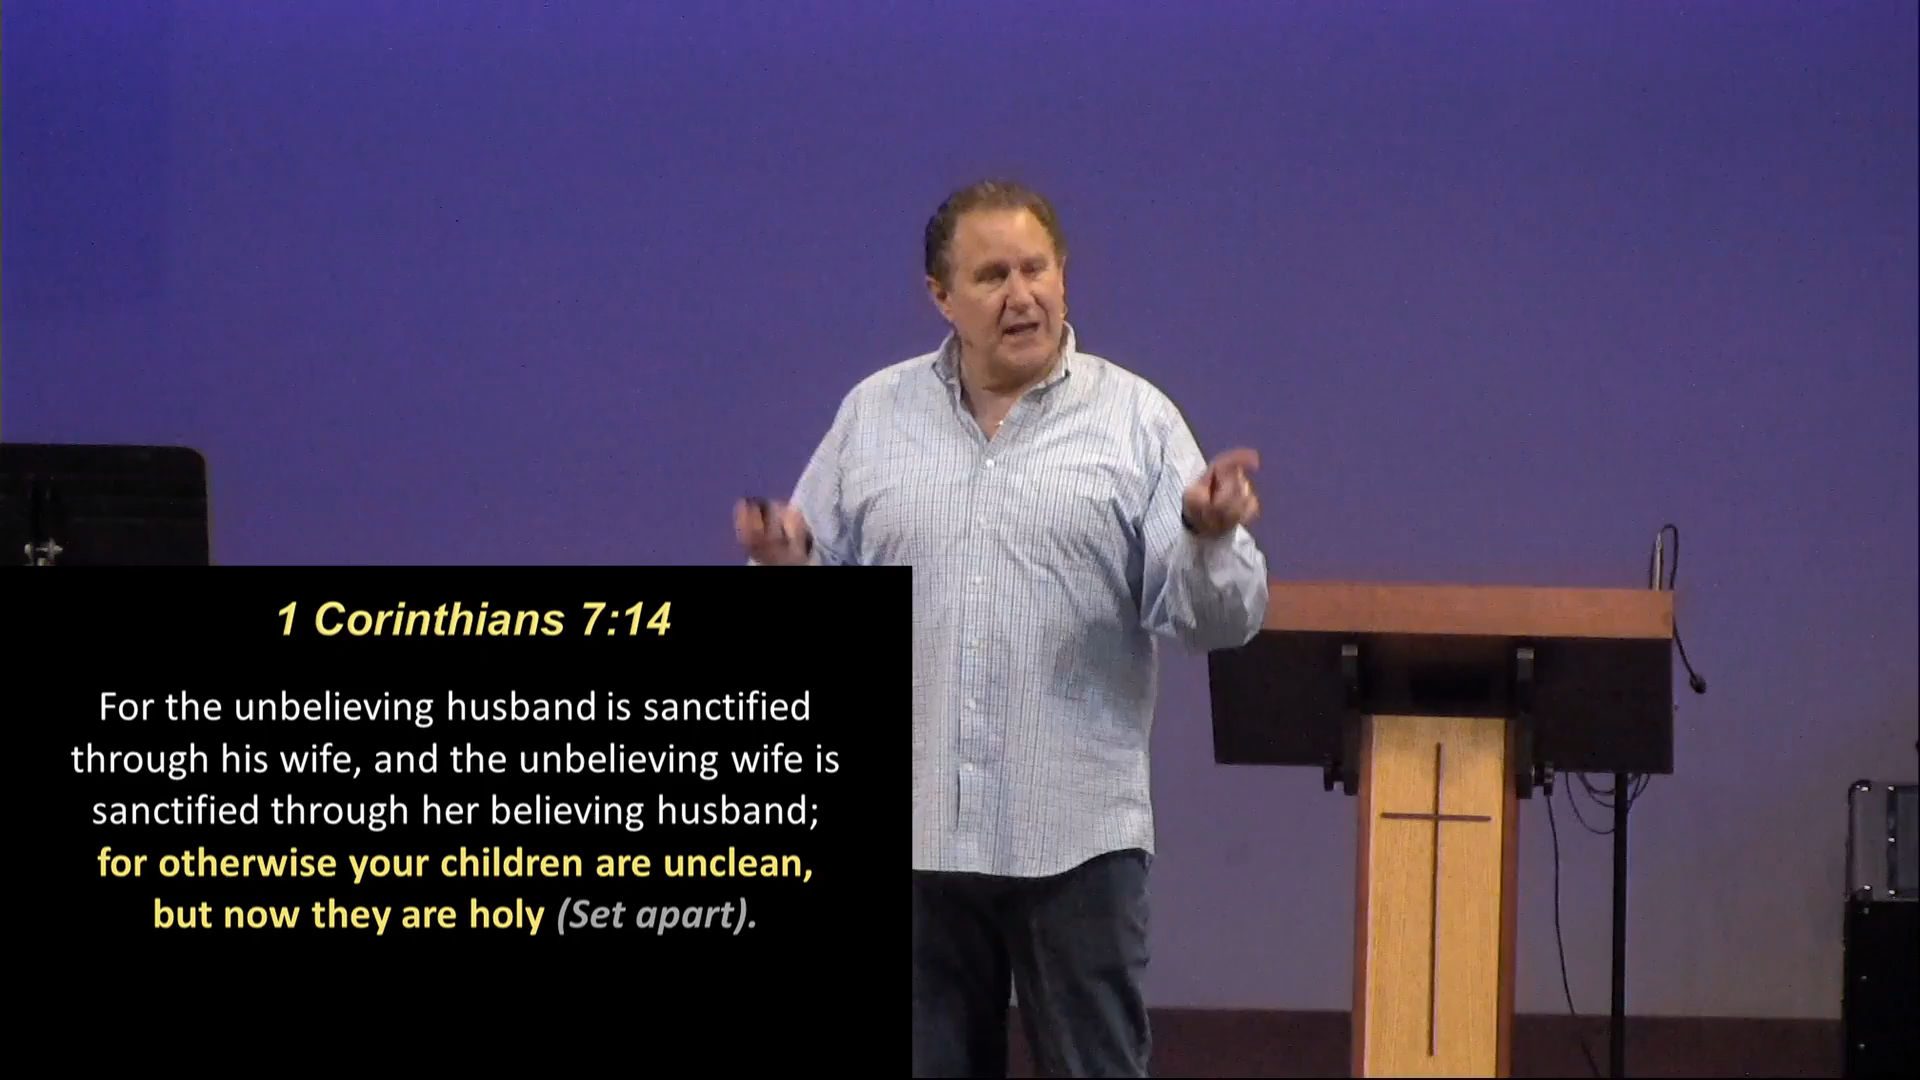 1 Corinthians 7:14
For the unbelieving husband is sanctified
through his wife, and the unbelieving wife is
sanctified through her believing husband;
for otherwise your children are unclean,
but now they are holy (Set apart).